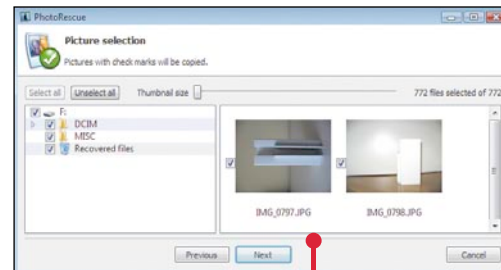 PhotoRescue
Picture selection
Pictures with check marks will be copied.
Select all Unselect all Thumbnail size 772 files selected of 772
F:
DCIM
MISC
Recovered files
IMG_0797.JPG IMG_0798.JPG
Previous Next Cancel